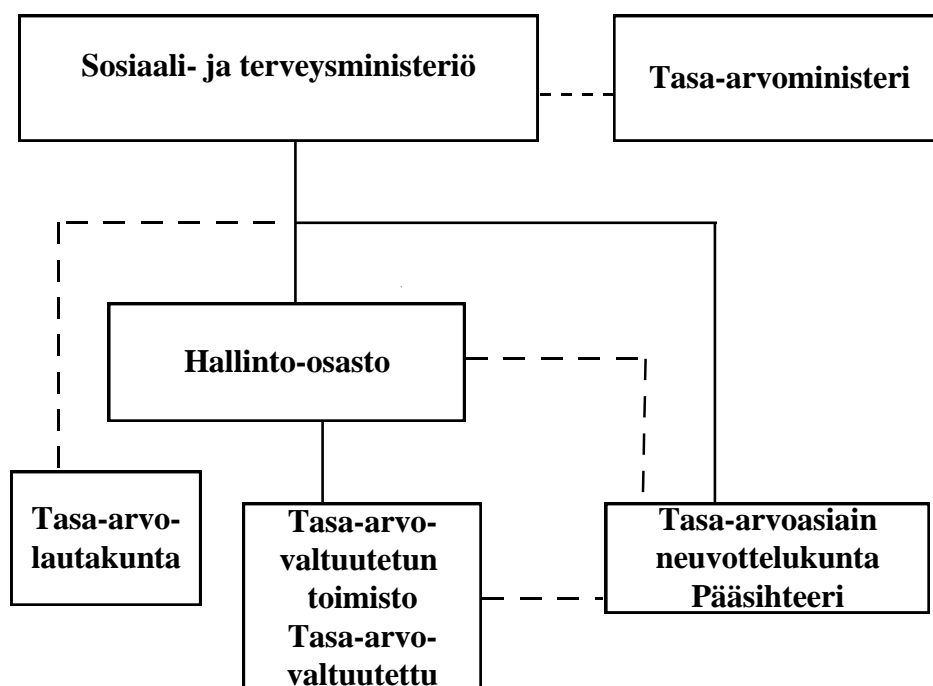 Sosiaali- ja terveysministeriö
Tasa-arvoministeri
Hallinto-osasto
Tasa-arvo-
lautakunta
Tasa-arvo-
valtuutetun
toimisto
Tasa-arvo-
valtuutettu
Tasa-arvoasiain
neuvottelukunta
Pääsihteeri